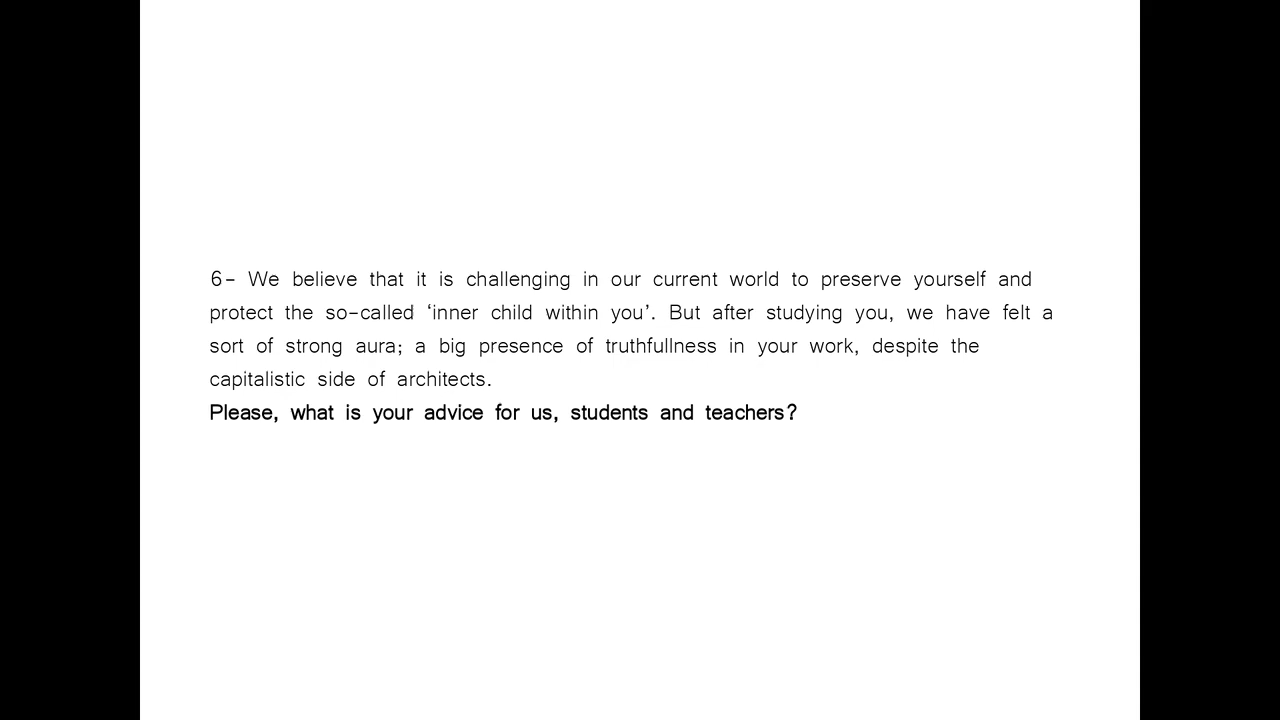 6- We believe that it is challenging in our current world to preserve yourself and
protect the so-called ‘inner child within you’. But after studying you, we have felt a
sort of strong aura; a big presence of truthfullness in your work, despite the
capitalistic side of architects.
Please, what is your advice for us, students and teachers?